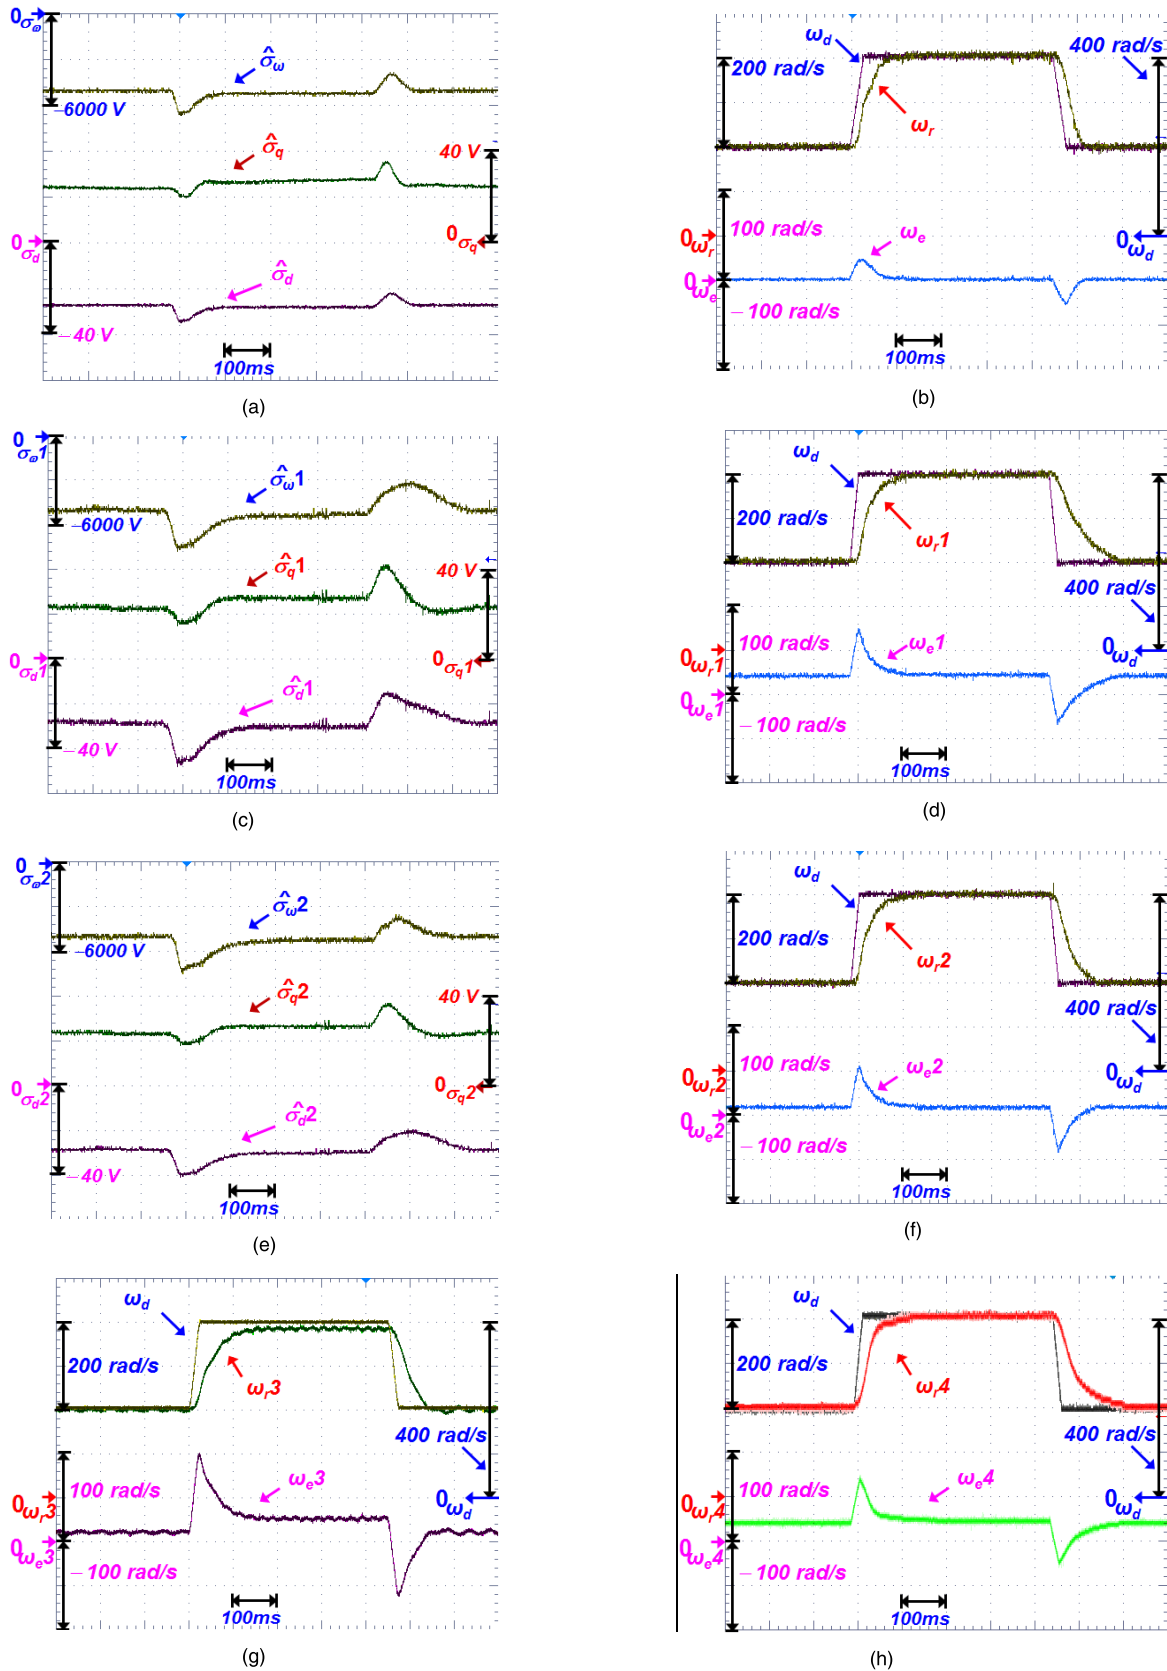 0σω
σ̂ω
−6000 V
σ̂q
40 V
0σq
0σd
σ̂d
−40 V
100ms
(a)
ωd
400 rad/s
200 rad/s
ωr
100 rad/s
ωe
0ωr
0ωd
0ωe
−100 rad/s
100ms
(b)
0σω1
σ̂ω1
−6000 V
σ̂q1
40 V
0σq1
0σd1
σ̂d1
−40 V
100ms
(c)
ωd
200 rad/s
ωr1
400 rad/s
100 rad/s
ωe1
0ωr1
0ωd
0ωe1
−100 rad/s
100ms
(d)
0σω2
σ̂ω2
−6000 V
σ̂q2
40 V
0σq2
0σd2
σ̂d2
−40 V
100ms
(e)
ωd
200 rad/s
ωr2
400 rad/s
100 rad/s
ωe2
0ωr2
0ωd
0ωe2
−100 rad/s
100ms
(f)
ωd
200 rad/s
ωr3
400 rad/s
100 rad/s
ωe3
0ωr3
0ωd
0ωe3
−100 rad/s
100ms
(g)
ωd
200 rad/s
ωr4
400 rad/s
100 rad/s
ωe4
0ωr4
0ωd
0ωe4
−100 rad/s
100ms
(h)